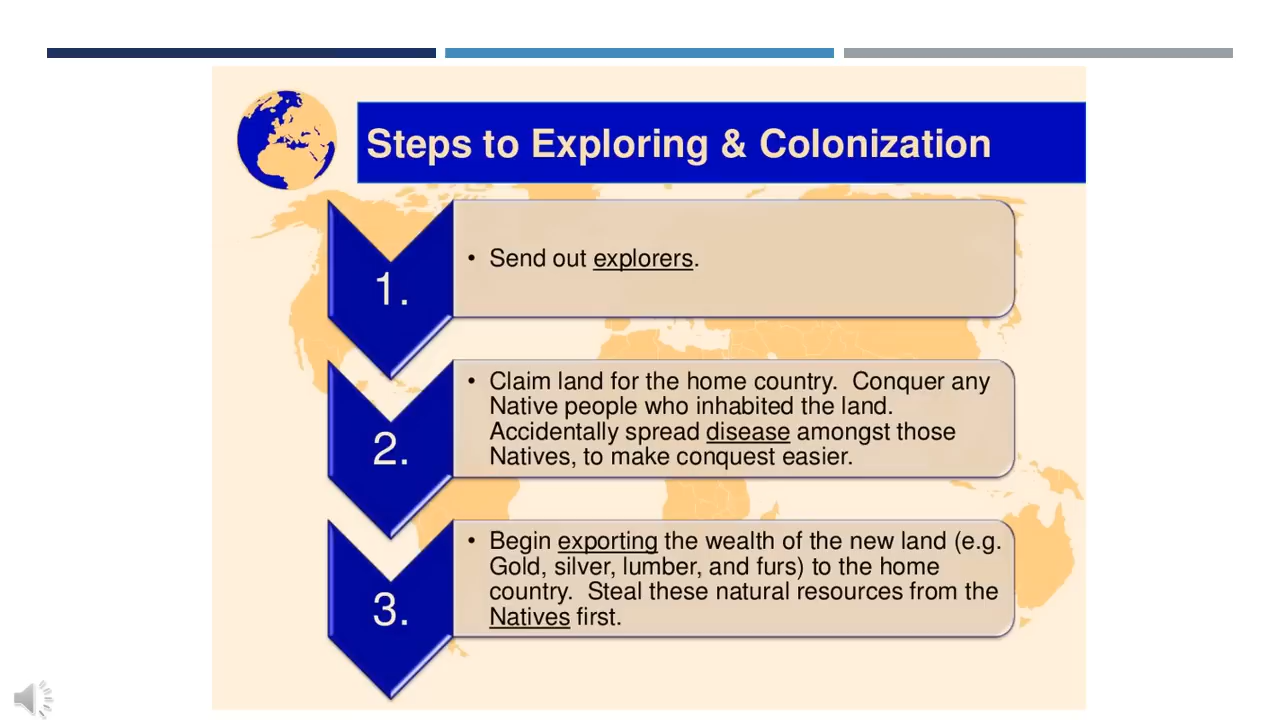 Steps to Exploring & Colonization
1.
• Send out explorers.
2.
• Claim land for the home country.  Conquer any
Native people who inhabited the land.
Accidentally spread disease amongst those
Natives, to make conquest easier.
3.
• Begin exporting the wealth of the new land (e.g.
Gold, silver, lumber, and furs) to the home
country.  Steal these natural resources from the
Natives first.